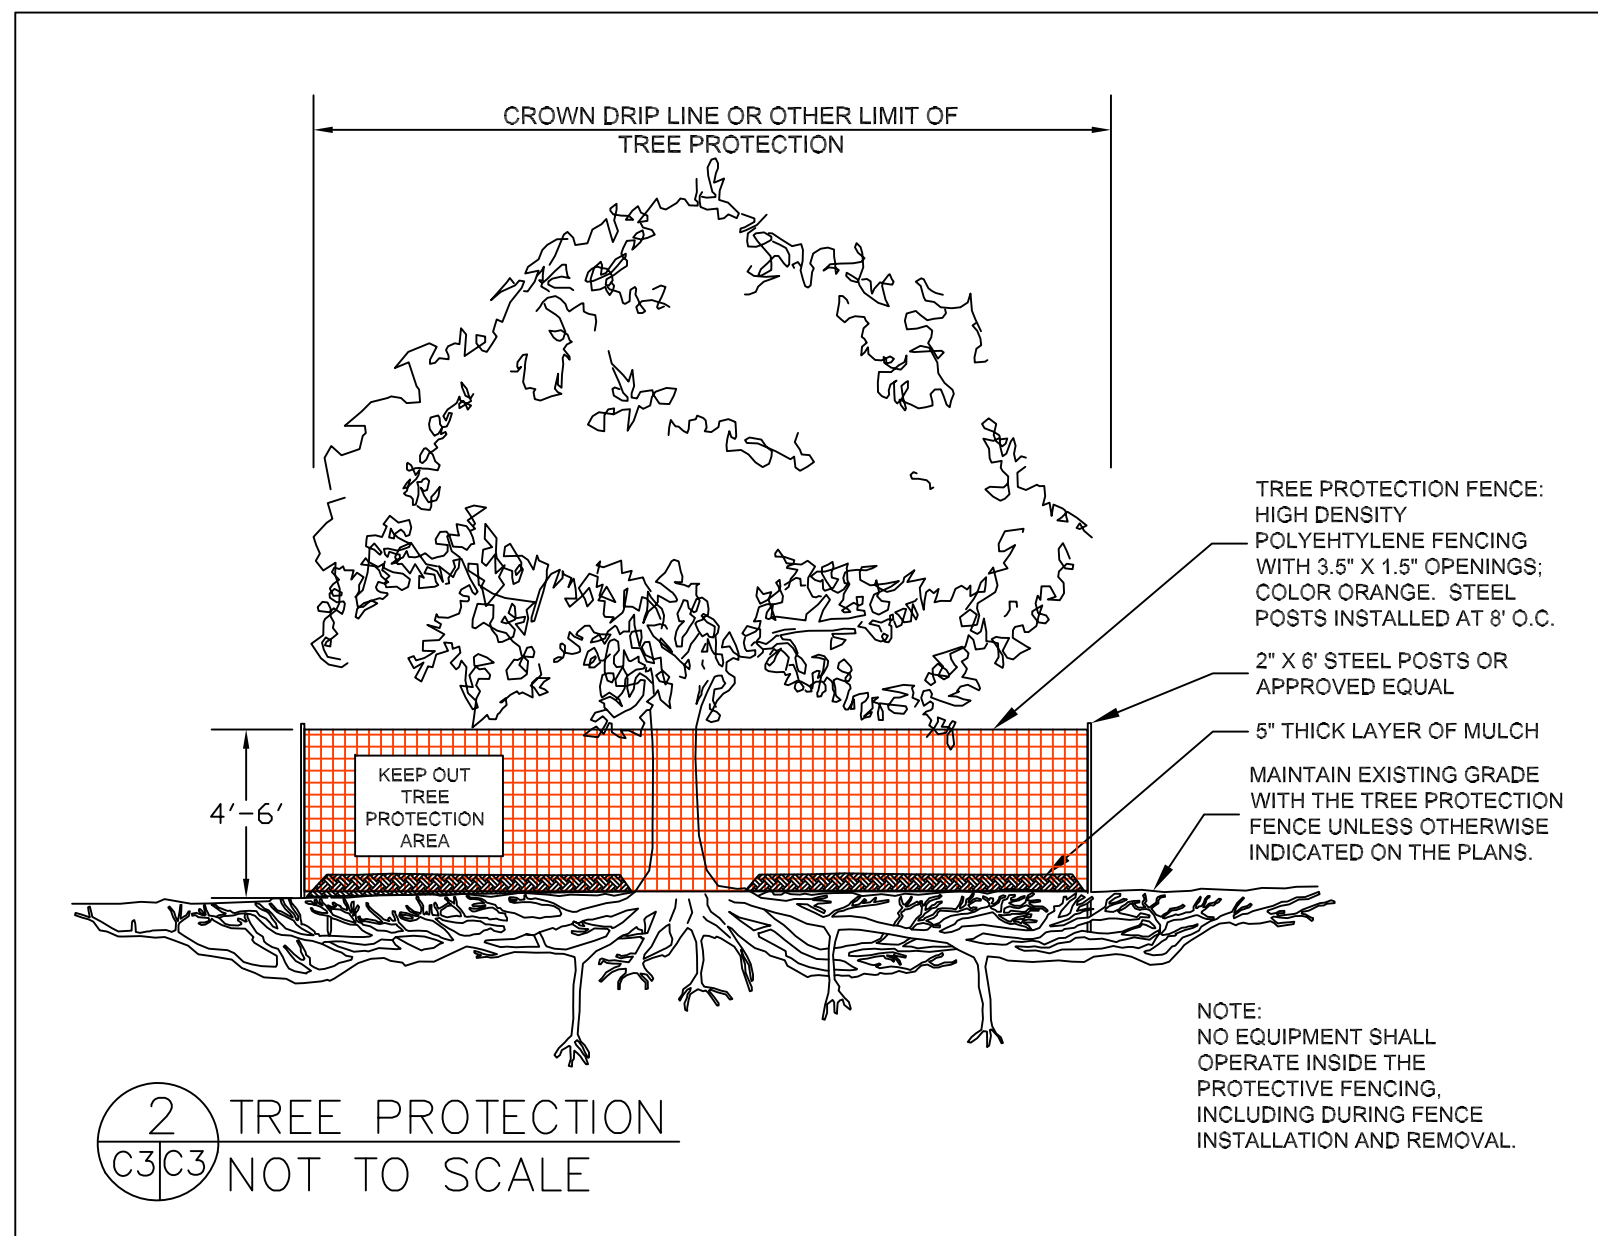 CROWN DRIP LINE OR OTHER LIMIT OF
TREE PROTECTION
TREE PROTECTION FENCE:
HIGH DENSITY
POLYEHTYLENE FENCING
WITH 3.5" X 1.5" OPENINGS;
COLOR ORANGE. STEEL
POSTS INSTALLED AT 8' O.C.
2" X 6' STEEL POSTS OR
APPROVED EQUAL
5" THICK LAYER OF MULCH
MAINTAIN EXISTING GRADE
WITH THE TREE PROTECTION
FENCE UNLESS OTHERWISE
INDICATED ON THE PLANS.
4'-6'
KEEP OUT
TREE
PROTECTION
AREA
NOTE:
NO EQUIPMENT SHALL
OPERATE INSIDE THE
PROTECTIVE FENCING,
INCLUDING DURING FENCE
INSTALLATION AND REMOVAL.
2
C3 C3
TREE PROTECTION
NOT TO SCALE